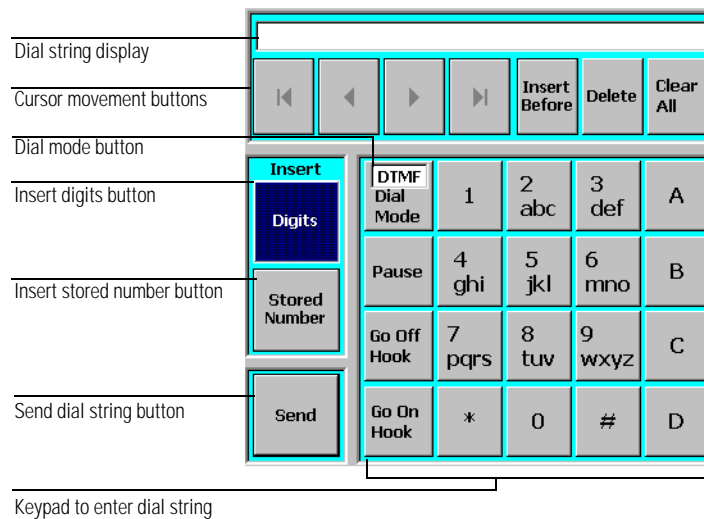 Dial string display
Cursor movement buttons
Insert
Before
Delete
Clear
All
Dial mode button
Insert digits button
Insert stored number button
Send dial string button
Keypad to enter dial string
Insert
Digits
Stored
Number
Send
DTMF
Dial
Mode
1
2
abc
3
def
A
Pause
4
ghi
5
jkl
6
mno
B
Go Off
Hook
7
pqrs
8
tuv
9
wxyz
C
Go On
Hook
*
0
#
D